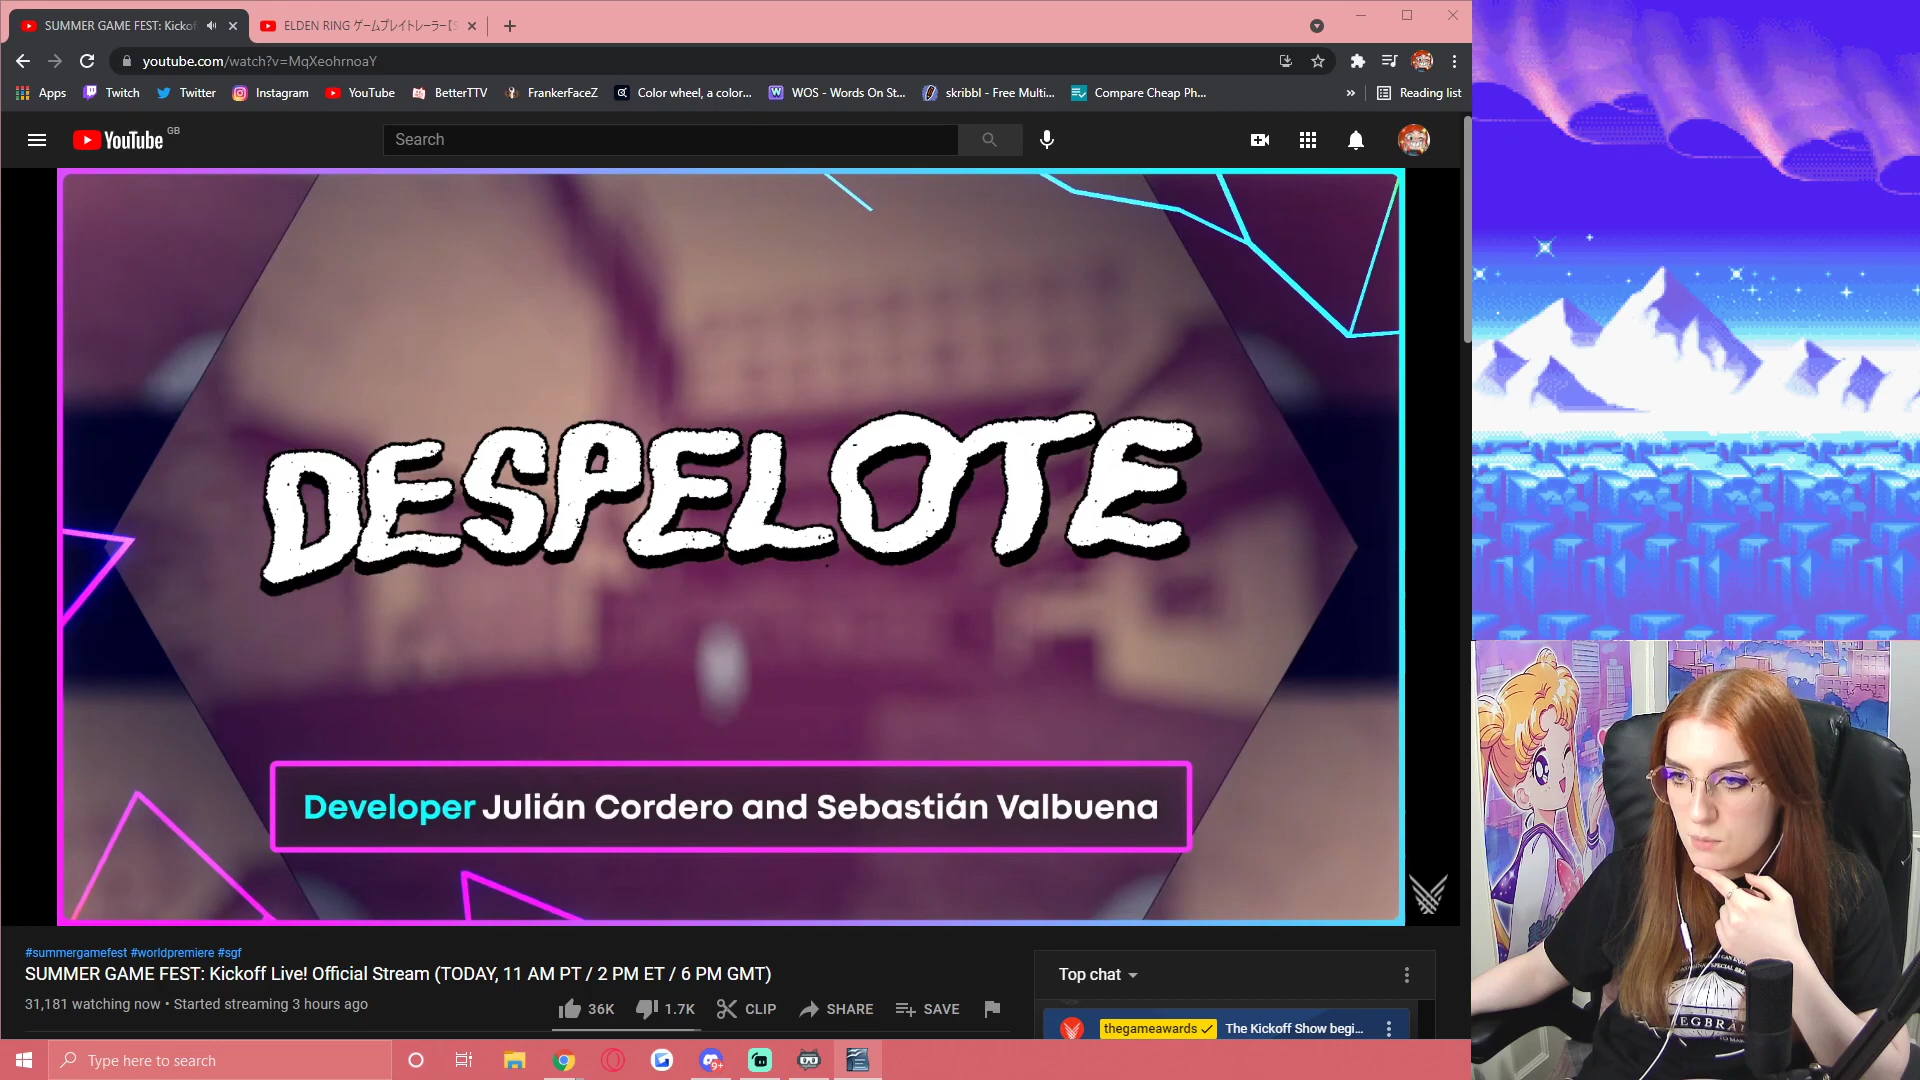 SUMMER GAME FEST: Kickof
ELDEN RING ゲームプレイトレーラー
youtube.com/watch?v=MqXeohrnoaY
Apps
Twitch
Twitter
Instagram
YouTube
BetterTTV
FrankerFaceZ
Color wheel, a color...
WOS - Words On St...
skribbl - Free Multi...
Compare Cheap Ph...
»
Reading list
YouTube GB
Search
DESPELOTE
Developer Julián Cordero and Sebastián Valbuena
#summergamefest #worldpremiere #sgf
SUMMER GAME FEST: Kickoff Live! Official Stream (TODAY, 11 AM PT / 2 PM ET / 6 PM GMT)
31,181 watching now • Started streaming 3 hours ago
36K
1.7K
CLIP
SHARE
SAVE
Top chat
thegameawards
The Kickoff Show begi...
Type here to search
9+